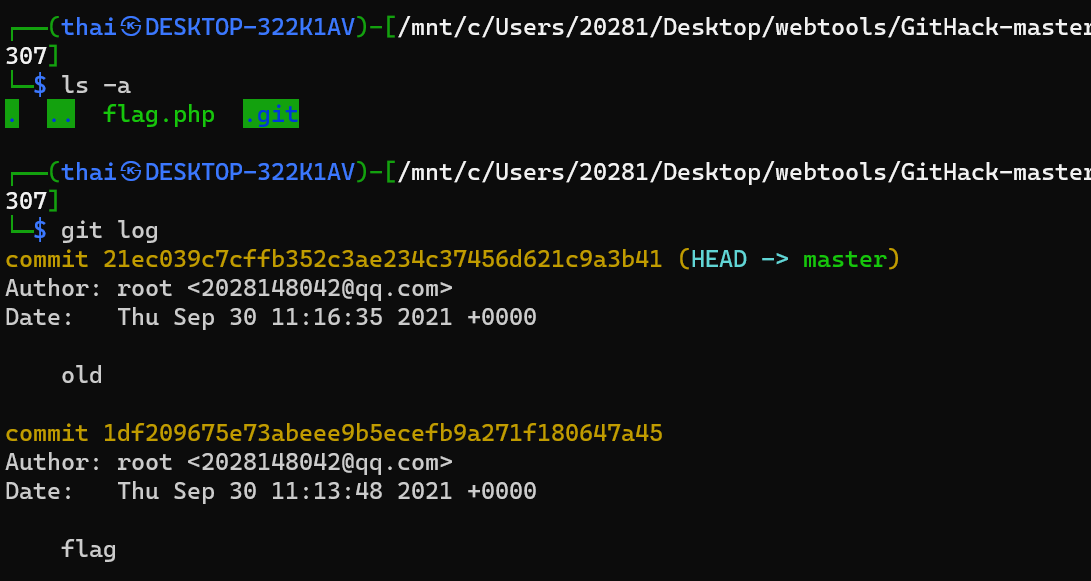 ┌──(thai㉿DESKTOP-322K1AV)-[/mnt/c/Users/20281/Desktop/webtools/GitHack-master
307]
└─$ ls -a
.  ..  flag.php  .git
┌──(thai㉿DESKTOP-322K1AV)-[/mnt/c/Users/20281/Desktop/webtools/GitHack-master
307]
└─$ git log
commit 21ec039c7cffb352c3ae234c37456d621c9a3b41 (HEAD -> master)
Author: root <2028148042@qq.com>
Date:   Thu Sep 30 11:16:35 2021 +0000
    old
commit 1df209675e73abeee9b5ecefb9a271f180647a45
Author: root <2028148042@qq.com>
Date:   Thu Sep 30 11:13:48 2021 +0000
    flag